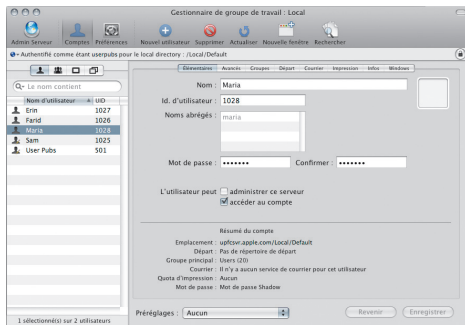 Gestionnaire de groupe de travail : Local
Admin Serveur Comptes Préférences Nouvel utilisateur Supprimer Actualiser Nouvelle fenêtre Rechercher
Authentifié comme étant userpubs pour le local directory : /Local/Default
Élémentaires Avancés Groupes Départ Courrier Impression Infos Windows
Le nom contient
Nom d'utilisateur UID
Erin 1027
Farid 1026
Maria 1028
Sam 1025
User Pubs 501
1 sélectionné(s) sur 2 utilisateurs
Nom : Maria
Id. d'utilisateur : 1028
Noms abrégés : maria
Mot de passe : ••••••• Confirmer : •••••••
L'utilisateur peut administrer ce serveur
accéder au compte
Résumé du compte
Emplacement : upfcsvr.apple.com/Local/Default
Départ : Pas de répertoire de départ
Groupe principal : Users (20)
Courrier : Il n'y a aucun service de courrier pour cet utilisateur
Quota d'impression : Aucun
Mot de passe : Mot de passe Shadow
Préréglages : Aucun
Revenir Enregistrer